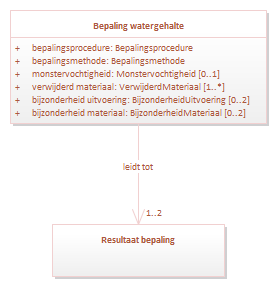 Bepaling watergehalte
+ bepalingsprocedure: Bepalingsprocedure
+ bepalingsmethode: Bepalingsmethode
+ monstervochtigheid: Monstervochtigheid [0..1]
+ verwijderd materiaal: VerwijderdMateriaal [1..*]
+ bijzonderheid uitvoering: BijzonderheidUitvoering [0..2]
+ bijzonderheid materiaal: BijzonderheidMateriaal [0..2]
leidt tot
1..2
Resultaat bepaling